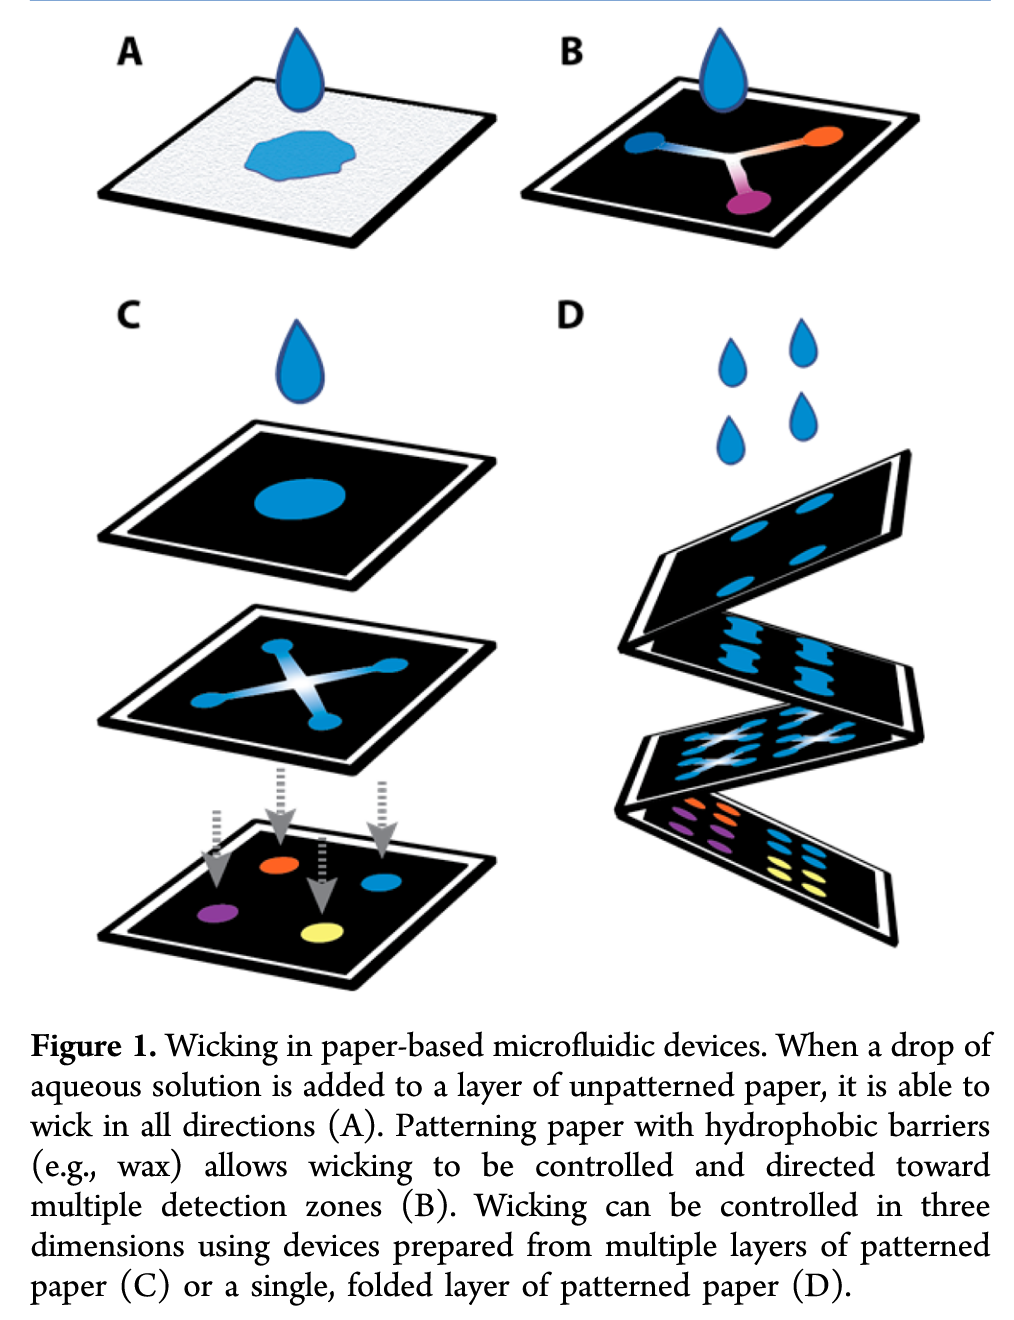 A
B
C
D
Figure 1. Wicking in paper-based microfluidic devices. When a drop of
aqueous solution is added to a layer of unpatterned paper, it is able to
wick in all directions (A). Patterning paper with hydrophobic barriers
(e.g., wax) allows wicking to be controlled and directed toward
multiple detection zones (B). Wicking can be controlled in three
dimensions using devices prepared from multiple layers of patterned
paper (C) or a single, folded layer of patterned paper (D).